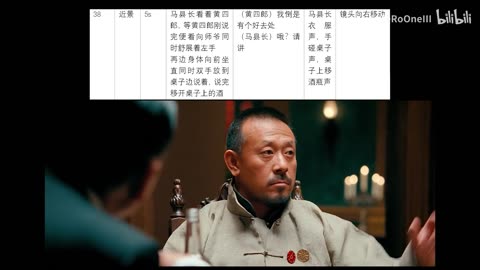 RoOneIII
bilibili
38
近景
5s
马县长看着黄四
郎，等黄四郎刚说
完便看向师爷同
时舒展着左手
再边身体向前坐
直同时双手放到
桌子边说着，说完
移开桌子上的酒
（黄四郎）我倒是
有个好去处
（马县长）哦？请
讲
马县长
衣服
声，手
碰桌子
声，桌
子上移
酒瓶声
镜头向右移动